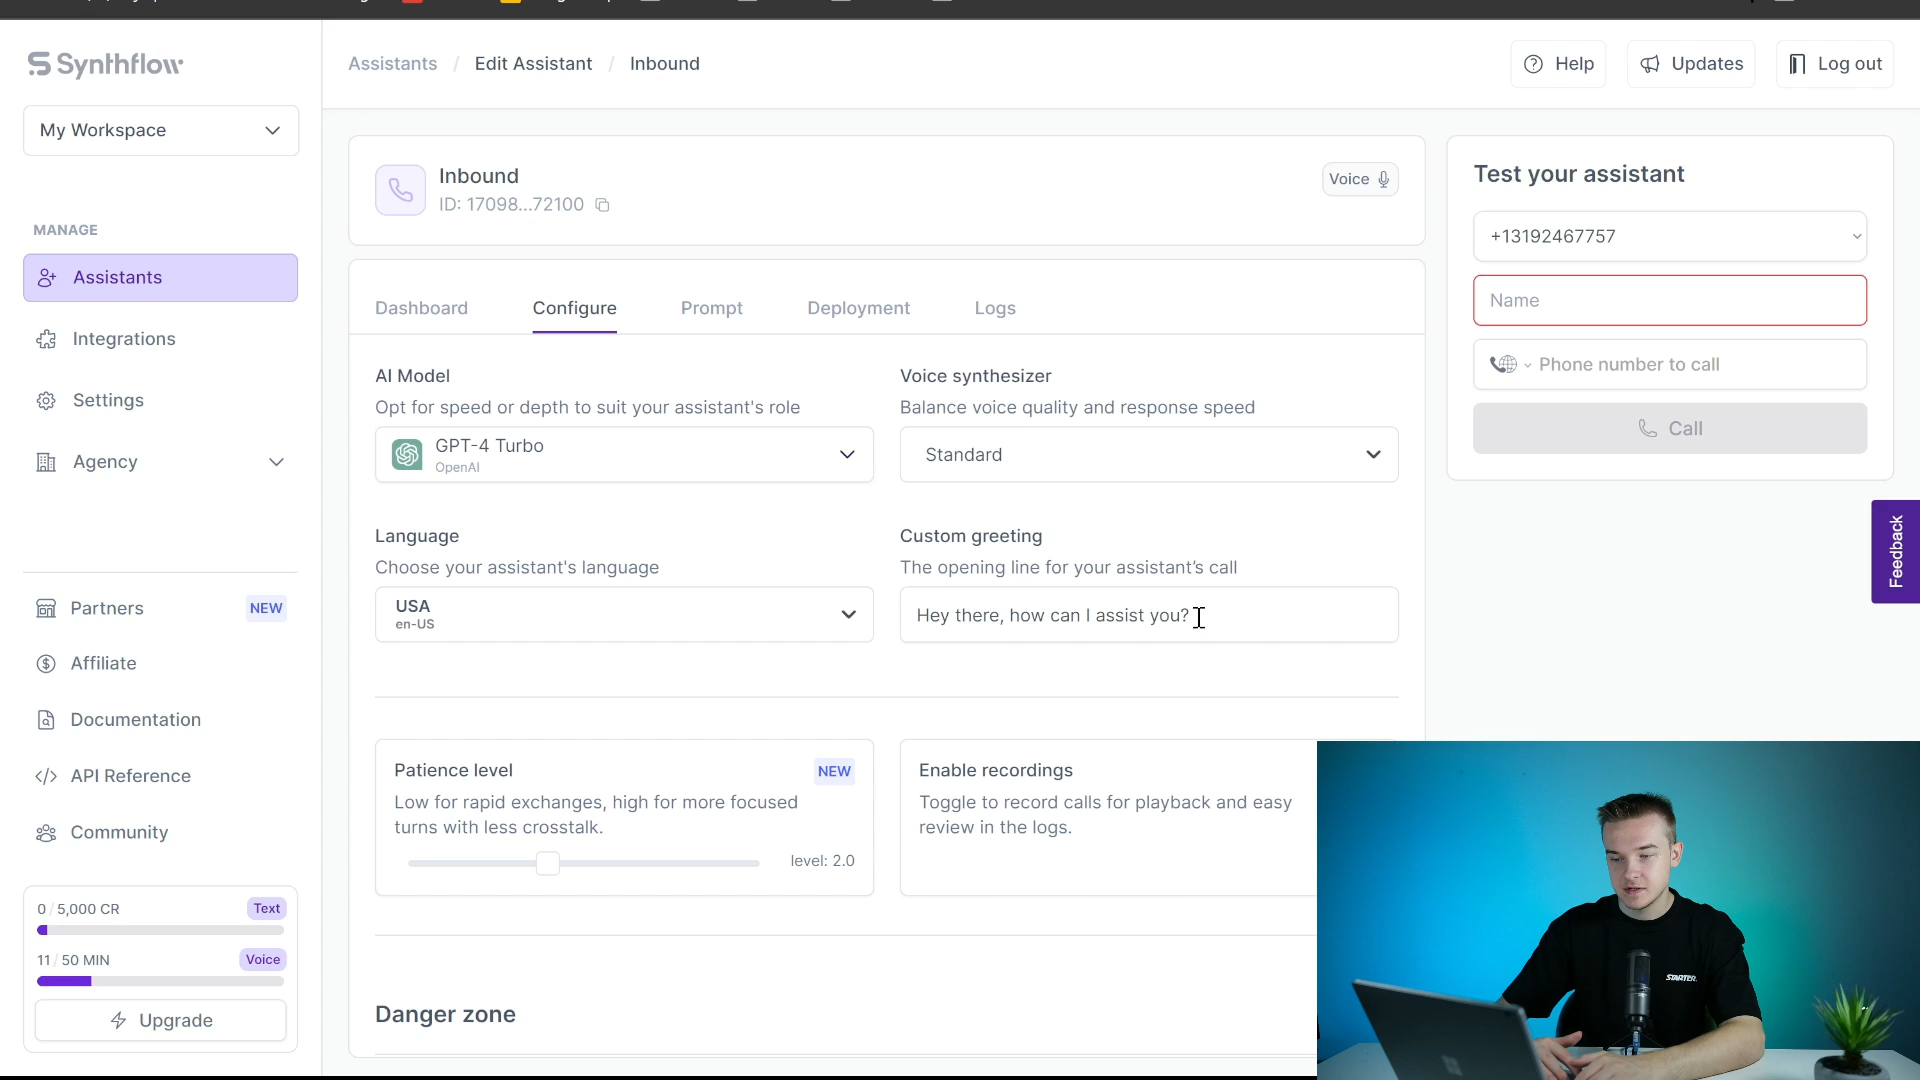 Synthflow
Assistants / Edit Assistant / Inbound
Help
Updates
Log out
My Workspace
MANAGE
Assistants
Integrations
Settings
Agency
Partners NEW
Affiliate
Documentation
API Reference
Community
0 / 5,000 CR Text
11 / 50 MIN Voice
Upgrade
Inbound
ID: 17098...72100
Voice
Dashboard
Configure
Prompt
Deployment
Logs
AI Model
Opt for speed or depth to suit your assistant's role
GPT-4 Turbo
OpenAI
Voice synthesizer
Balance voice quality and response speed
Standard
Language
Choose your assistant's language
USA
en-US
Custom greeting
The opening line for your assistant's call
Hey there, how can I assist you?
Patience level NEW
Low for rapid exchanges, high for more focused
turns with less crosstalk.
level: 2.0
Enable recordings
Toggle to record calls for playback and easy
review in the logs.
Danger zone
Test your assistant
+13192467757
Name
Phone number to call
Call
Feedback
STARTER.